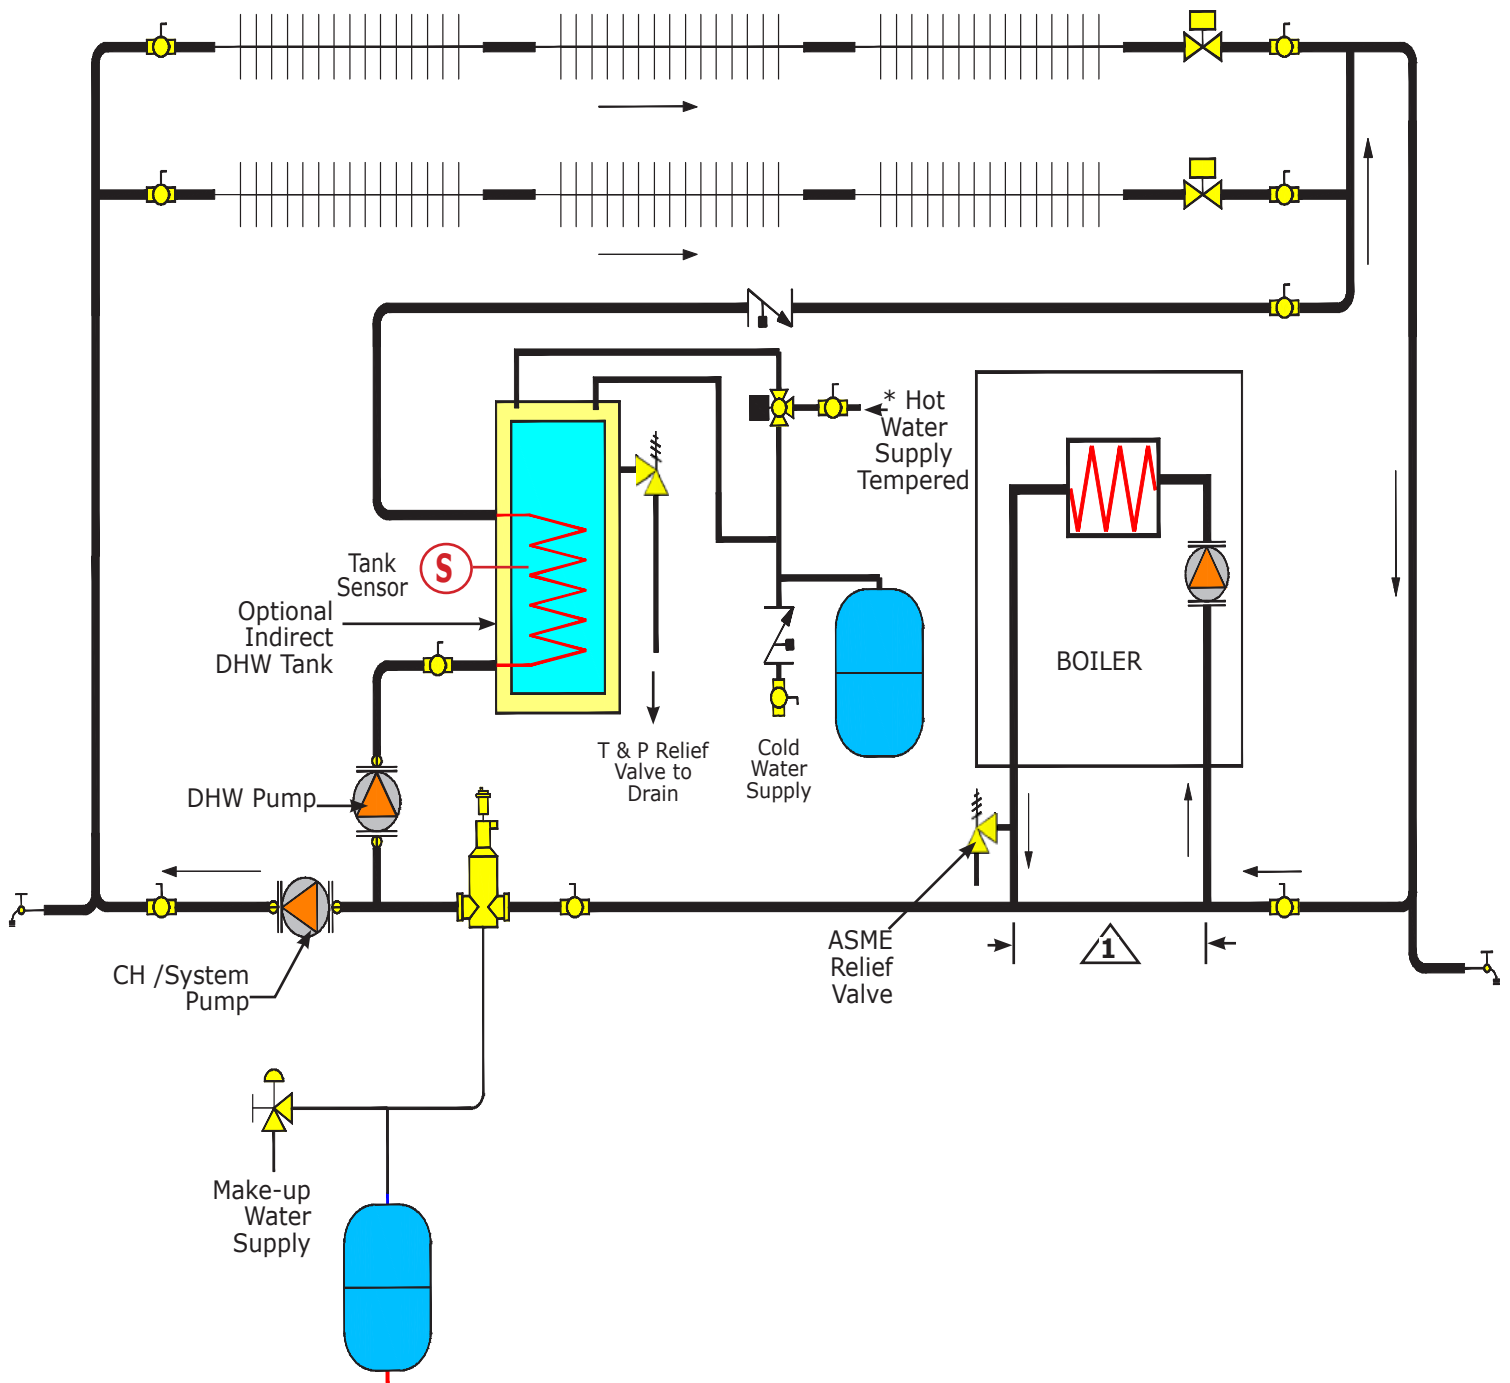 * Hot
Water
Supply
Tempered
Tank
Sensor
S
Optional
Indirect
DHW Tank
BOILER
T & P Relief
Valve to
Drain
Cold
Water
Supply
DHW Pump
ASME
Relief
Valve
1
CH /System
Pump
Make-up
Water
Supply